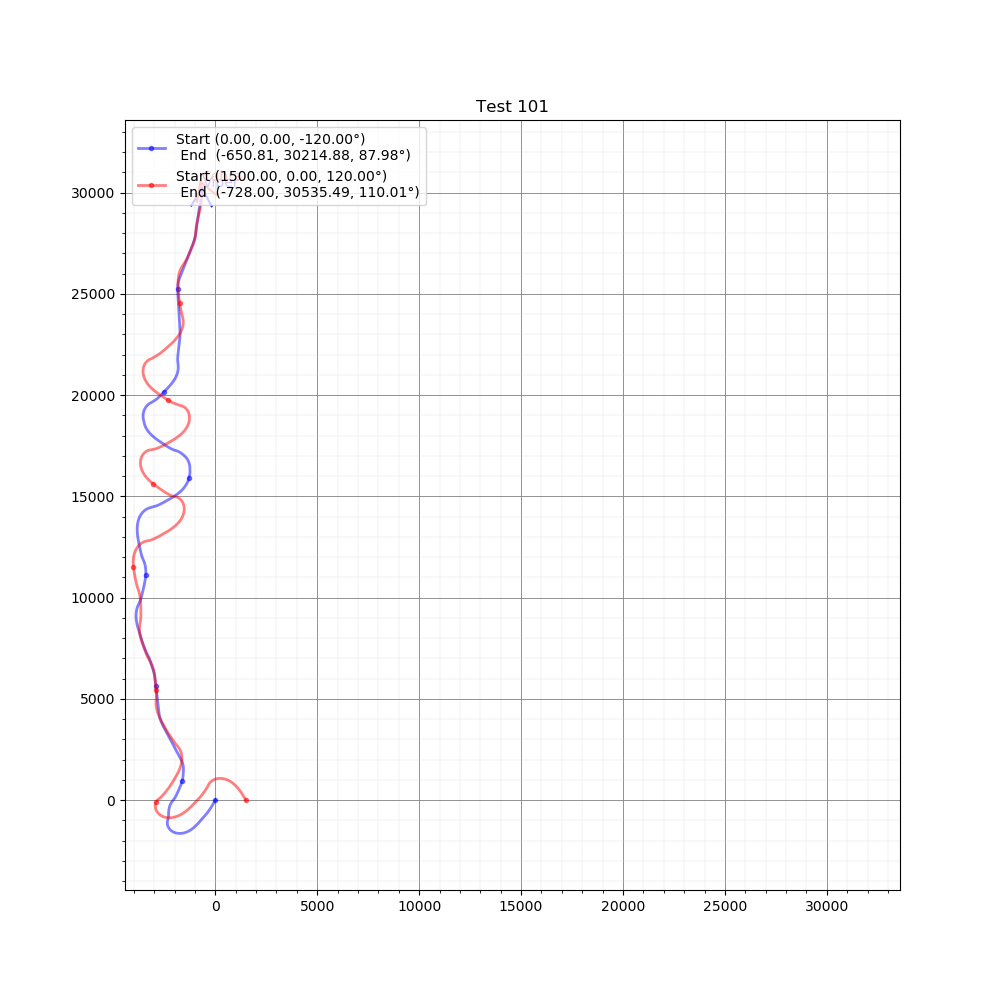 Test 101
Start (0.00, 0.00, -120.00°)
End (-650.81, 30214.88, 87.98°)
Start (1500.00, 0.00, 120.00°)
End (-728.00, 30535.49, 110.01°)
30000
25000
20000
15000
10000
5000
0
0 5000 10000 15000 20000 25000 30000